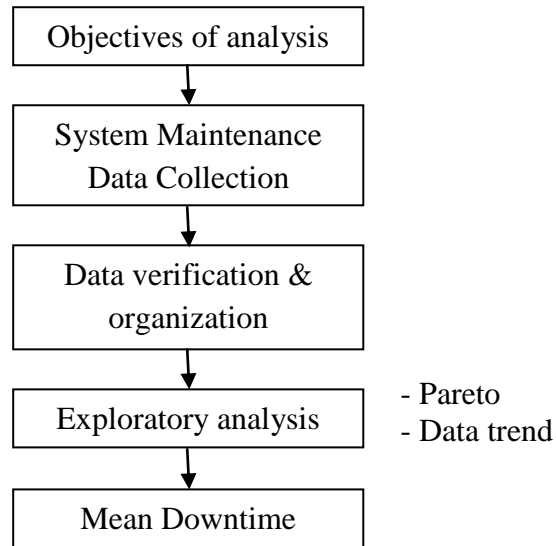 Objectives of analysis
System Maintenance
Data Collection
Data verification &
organization
Exploratory analysis
- Pareto
- Data trend
Mean Downtime